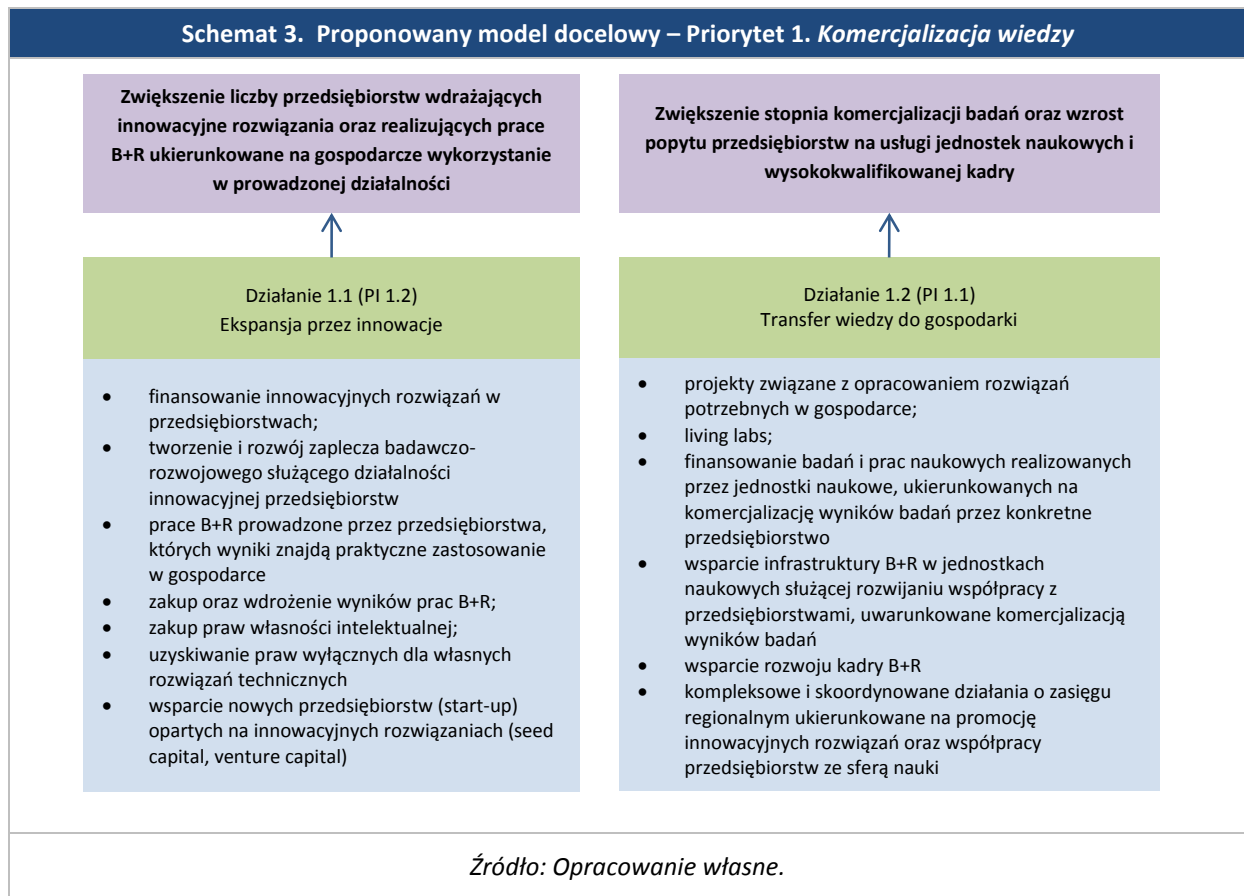 Schemat 3.  Proponowany model docelowy – Priorytet 1. Komercjalizacja wiedzy
Zwiększenie liczby przedsiębiorstw wdrażających
innowacyjne rozwiązania oraz realizujących prace
B+R ukierunkowane na gospodarcze wykorzystanie
w prowadzonej działalności
Działanie 1.1 (PI 1.2)
Ekspansja przez innowacje
• finansowanie innowacyjnych rozwiązań w
przedsiębiorstwach;
• tworzenie i rozwój zaplecza badawczo-
rozwojowego służącego działalności
innowacyjnej przedsiębiorstw
• prace B+R prowadzone przez przedsiębiorstwa,
których wyniki znajdą praktyczne zastosowanie
w gospodarce
• zakup oraz wdrożenie wyników prac B+R;
• zakup praw własności intelektualnej;
• uzyskiwanie praw wyłącznych dla własnych
rozwiązań technicznych
• wsparcie nowych przedsiębiorstw (start-up)
opartych na innowacyjnych rozwiązaniach (seed
capital, venture capital)
Zwiększenie stopnia komercjalizacji badań oraz wzrost
popytu przedsiębiorstw na usługi jednostek naukowych i
wysokokwalifikowanej kadry
Działanie 1.2 (PI 1.1)
Transfer wiedzy do gospodarki
• projekty związane z opracowaniem rozwiązań
potrzebnych w gospodarce;
• living labs;
• finansowanie badań i prac naukowych realizowanych
przez jednostki naukowe, ukierunkowanych na
komercjalizację wyników badań przez konkretne
przedsiębiorstwo
• wsparcie infrastruktury B+R w jednostkach
naukowych służącej rozwijaniu współpracy z
przedsiębiorstwami, uwarunkowane komercjalizacją
wyników badań
• wsparcie rozwoju kadry B+R
• kompleksowe i skoordynowane działania o zasięgu
regionalnym ukierunkowane na promocję
innowacyjnych rozwiązań oraz współpracy
przedsiębiorstw ze sferą nauki
Źródło: Opracowanie własne.